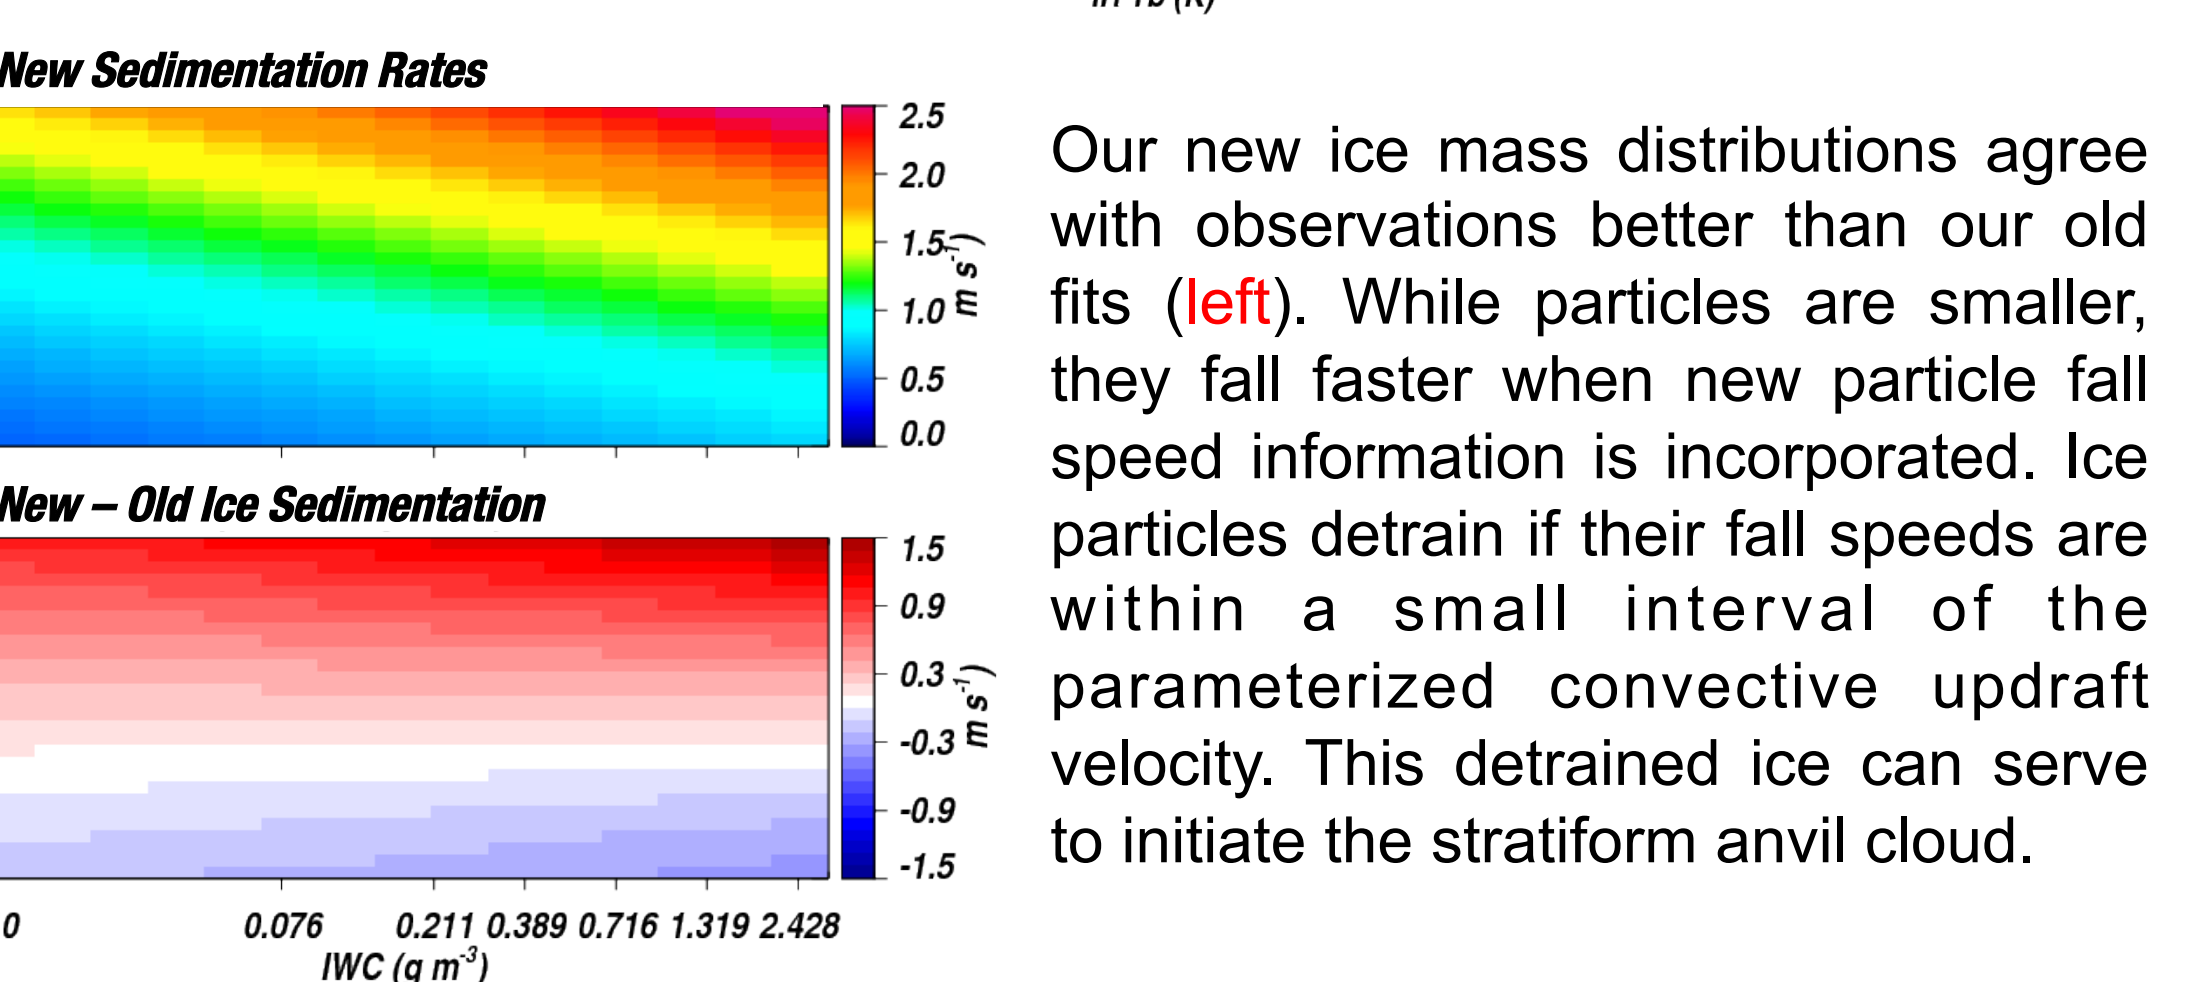 New Sedimentation Rates
2.5
2.0
1.5
1.0
0.5
0.0
m s⁻¹)
New – Old Ice Sedimentation
1.5
0.9
0.3
-0.3
-0.9
-1.5
m s⁻¹)
0 0.076 0.211 0.389 0.716 1.319 2.428
IWC (g m⁻³)
Our new ice mass distributions agree
with observations better than our old
fits (left). While particles are smaller,
they fall faster when new particle fall
speed information is incorporated. Ice
particles detrain if their fall speeds are
within a small interval of the
parameterized convective updraft
velocity. This detrained ice can serve
to initiate the stratiform anvil cloud.